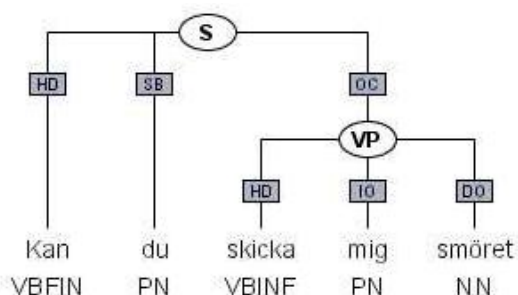 S
HD SB OC
VP
HD IO DO
Kan du skicka mig smöret
VBFIN PN VBINF PN NN